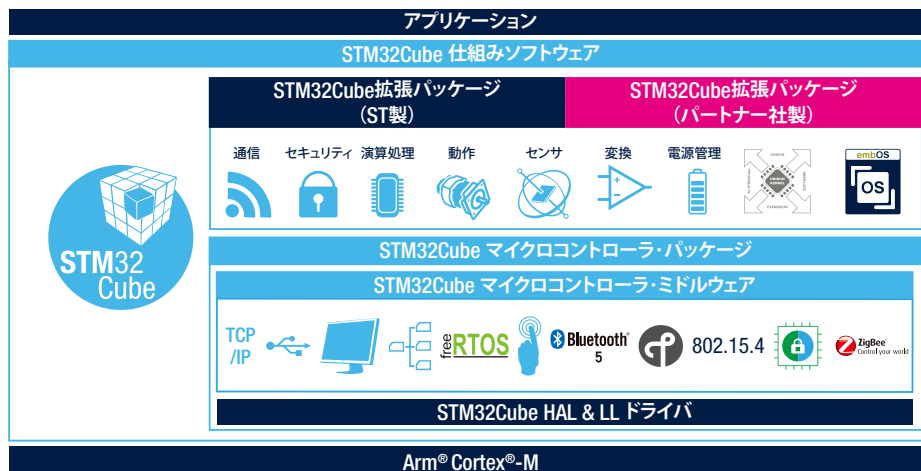 アプリケーション
STM32Cube 仕組みソフトウェア
STM32Cube拡張パッケージ
（ST製）
STM32Cube拡張パッケージ
（パートナー社製）
通信
セキュリティ
演算処理
動作
センサ
変換
電源管理
UNISON
KERNEL
SOFTWARE
EXPANSION
embOS
OS
STM32
Cube
STM32Cube マイクロコントローラ・パッケージ
STM32Cube マイクロコントローラ・ミドルウェア
TCP
/IP
free RTOS
Bluetooth®
5
802.15.4
ZigBee
Control your world
STM32Cube HAL & LL ドライバ
Arm® Cortex®-M